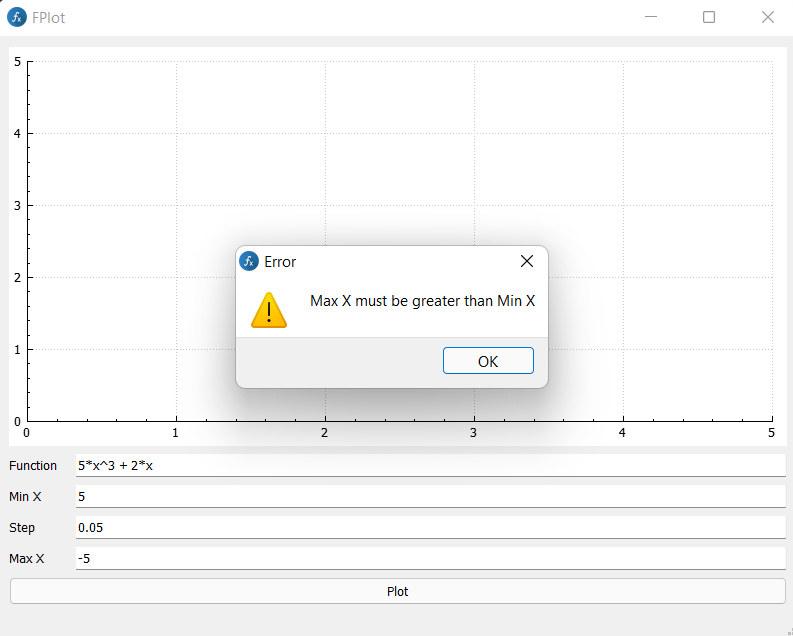 FPlot
5
4
3
2
1
0
0 1 2 3 4 5
Error
Max X must be greater than Min X
OK
Function 5*x^3 + 2*x
Min X 5
Step 0.05
Max X -5
Plot